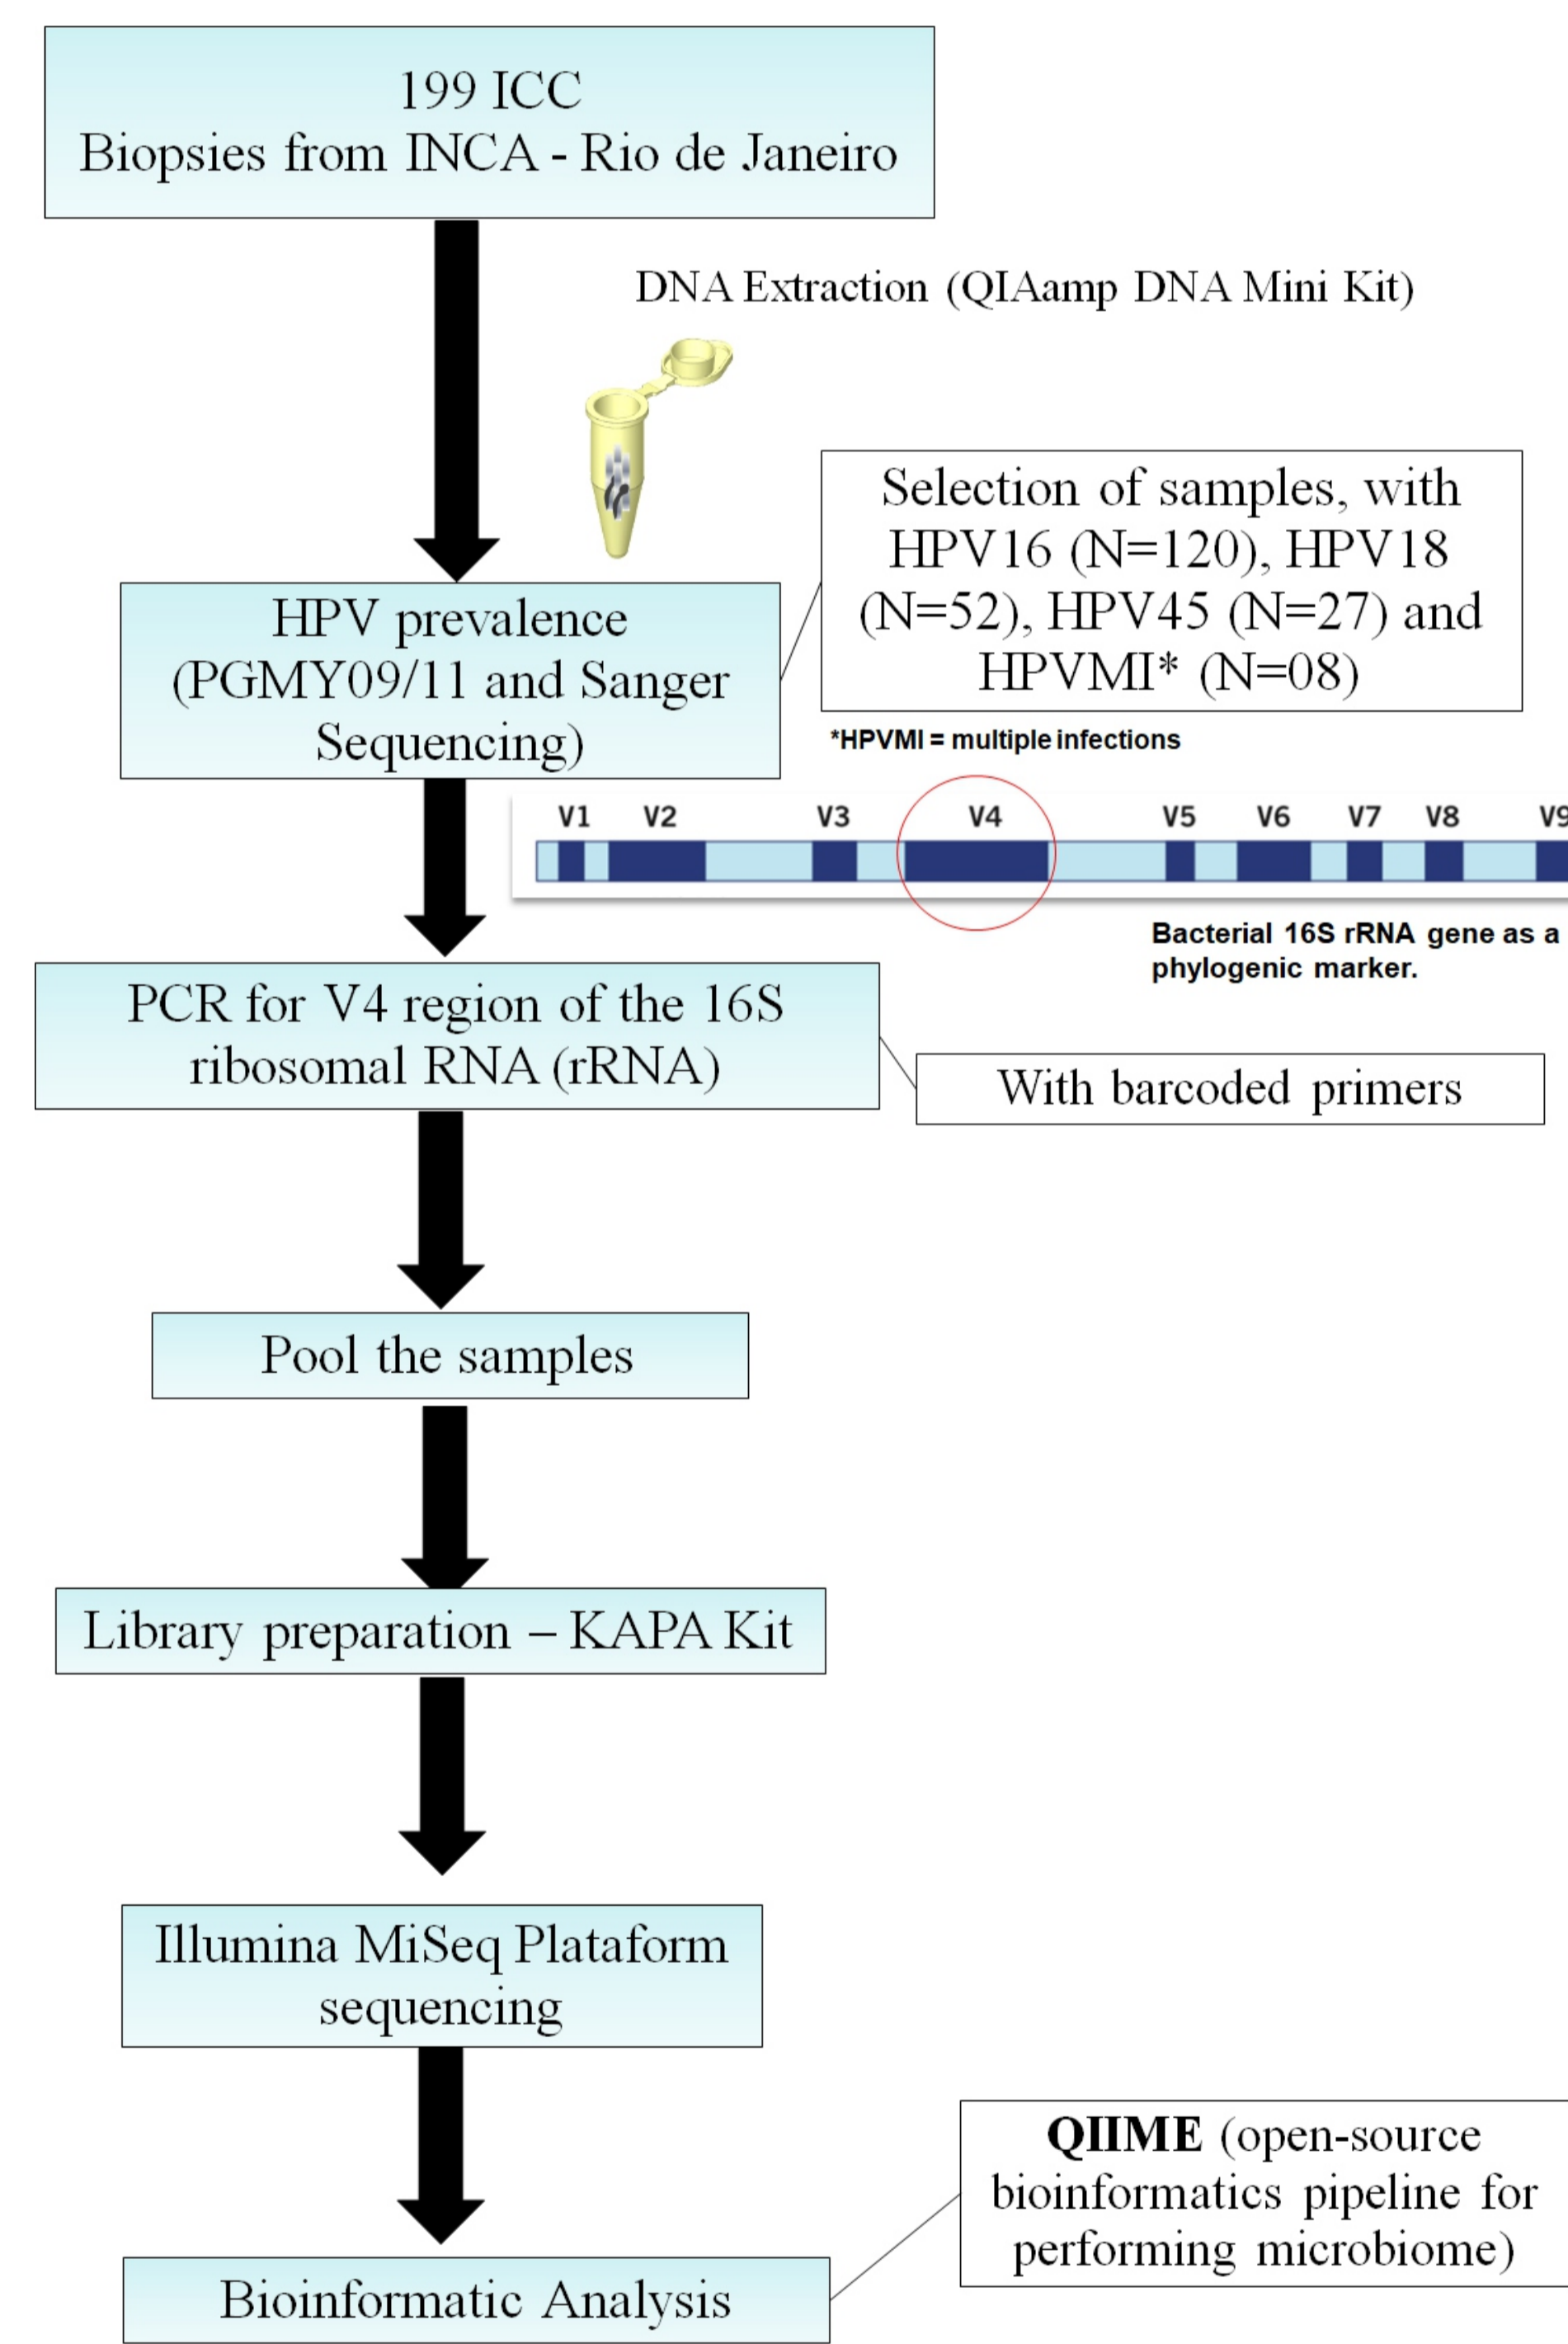 199 ICC
Biopsies from INCA - Rio de Janeiro
DNA Extraction (QIAamp DNA Mini Kit)
Selection of samples, with
HPV16 (N=120), HPV18
(N=52), HPV45 (N=27) and
HPVMI* (N=08)
*HPVMI = multiple infections
HPV prevalence
(PGMY09/11 and Sanger
Sequencing)
V1 V2 V3 V4 V5 V6 V7 V8 V9
Bacterial 16S rRNA gene as a
phylogenic marker.
PCR for V4 region of the 16S
ribosomal RNA (rRNA)
With barcoded primers
Pool the samples
Library preparation – KAPA Kit
Illumina MiSeq Plataform
sequencing
QIIME (open-source
bioinformatics pipeline for
performing microbiome)
Bioinformatic Analysis